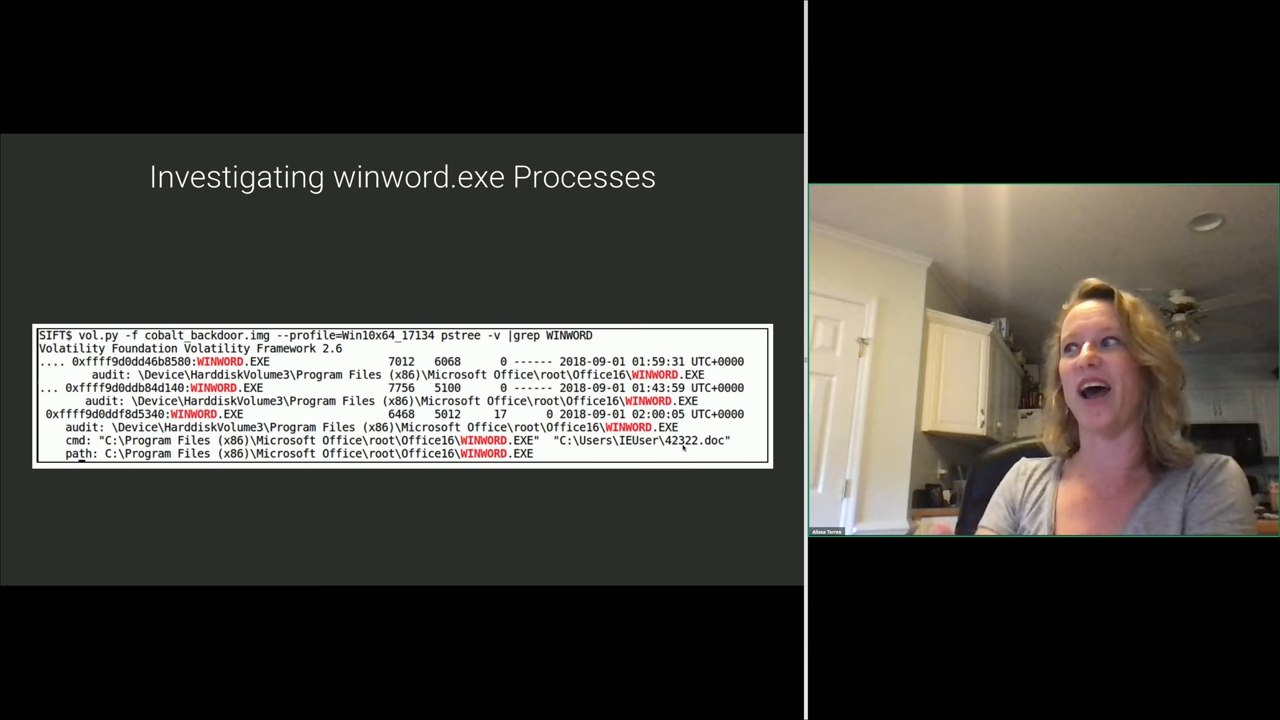 Investigating winword.exe Processes
SIFT$ vol.py -f cobalt_backdoor.img --profile=Win10x64_17134 pstree -v |grep WINWORD
Volatility Foundation Volatility Framework 2.6
.... 0xffff9d0dd46b8580:WINWORD.EXE 7012 6068 0 ------ 2018-09-01 01:59:31 UTC+0000
audit: \Device\HarddiskVolume3\Program Files (x86)\Microsoft Office\root\Office16\WINWORD.EXE
... 0xffff9d0ddb84d140:WINWORD.EXE 7756 5100 0 ------ 2018-09-01 01:43:59 UTC+0000
audit: \Device\HarddiskVolume3\Program Files (x86)\Microsoft Office\root\Office16\WINWORD.EXE
0xffff9d0ddf8d5340:WINWORD.EXE 6468 5012 17 0 2018-09-01 02:00:05 UTC+0000
audit: \Device\HarddiskVolume3\Program Files (x86)\Microsoft Office\root\Office16\WINWORD.EXE
cmd: "C:\Program Files (x86)\Microsoft Office\root\Office16\WINWORD.EXE" "C:\Users\IEUser\42322.doc"
path: C:\Program Files (x86)\Microsoft Office\root\Office16\WINWORD.EXE
Alissa Torres